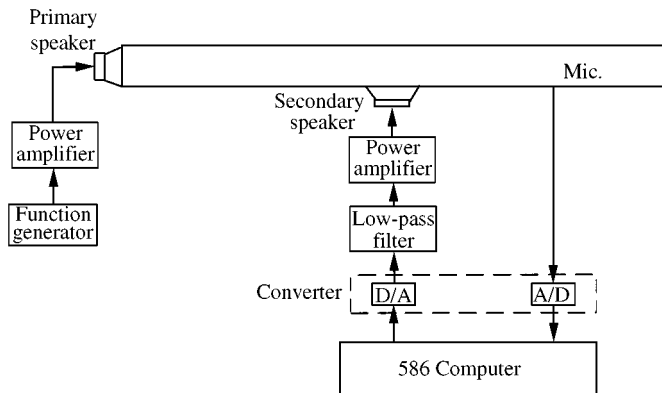 Primary
speaker
Mic.
Secondary
speaker
Power
amplifier
Power
amplifier
Function
generator
Low-pass
filter
Converter
D/A
A/D
586 Computer